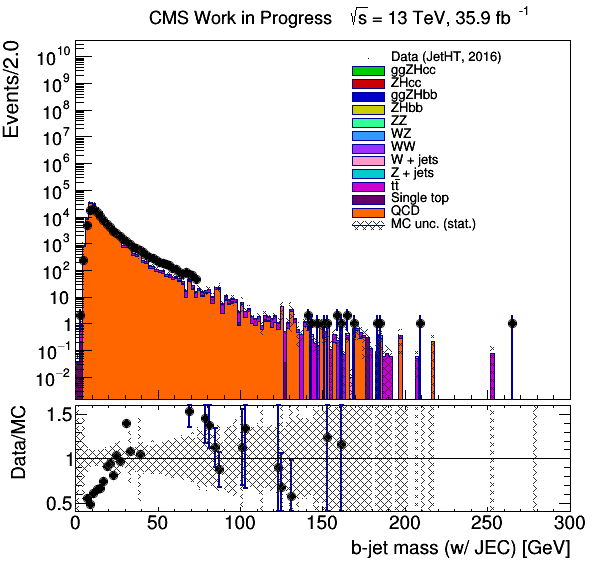 CMS Work in Progress √s = 13 TeV, 35.9 fb⁻¹
Events/2.0
10¹⁰
10⁹
10⁸
10⁷
10⁶
10⁵
10⁴
10³
10²
10
1
10⁻¹
10⁻²
Data (JetHT, 2016)
ggZHcc
ZHcc
ggZHbb
ZHbb
ZZ
WZ
WW
W + jets
Z + jets
tt̄
Single top
QCD
MC unc. (stat.)
Data/MC
1.5
1
0.5
0 50 100 150 200 250 300
b-jet mass (w/ JEC) [GeV]